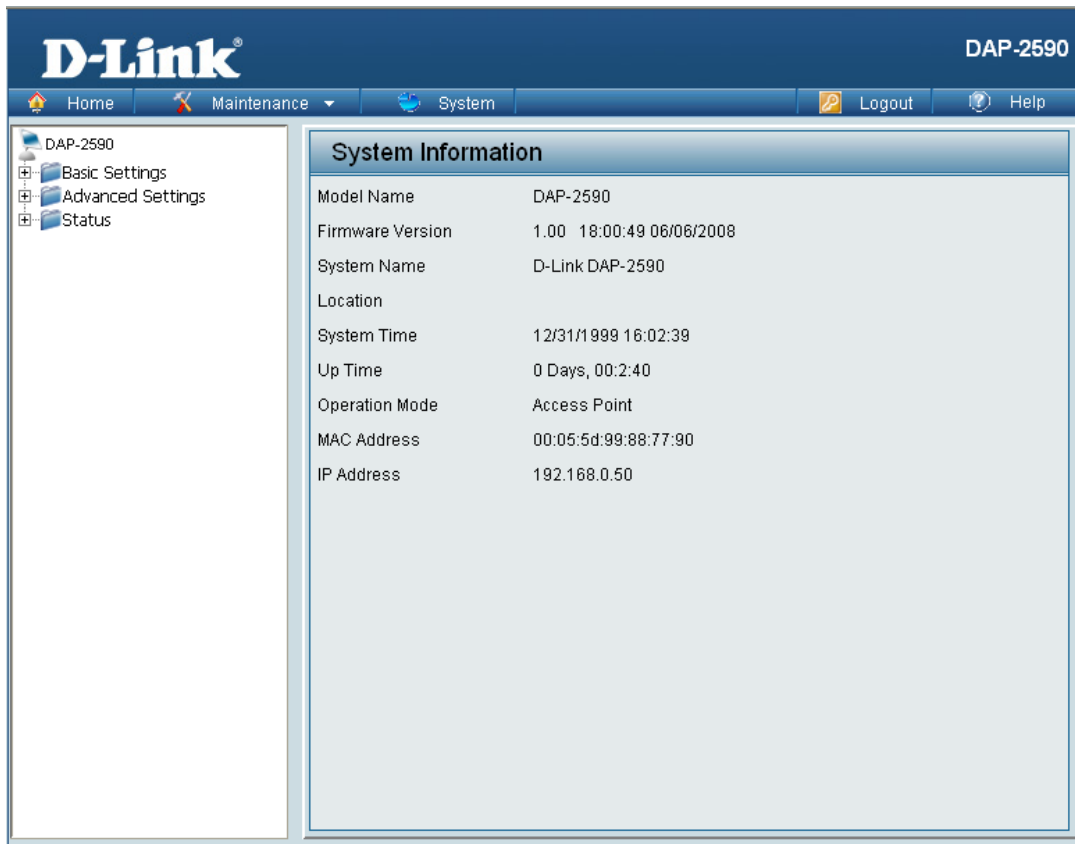 D-Link®
DAP-2590
Home Maintenance System Logout Help
DAP-2590
Basic Settings
Advanced Settings
Status
System Information
Model Name DAP-2590
Firmware Version 1.00 18:00:49 06/06/2008
System Name D-Link DAP-2590
Location
System Time 12/31/1999 16:02:39
Up Time 0 Days, 00:2:40
Operation Mode Access Point
MAC Address 00:05:5d:99:88:77:90
IP Address 192.168.0.50